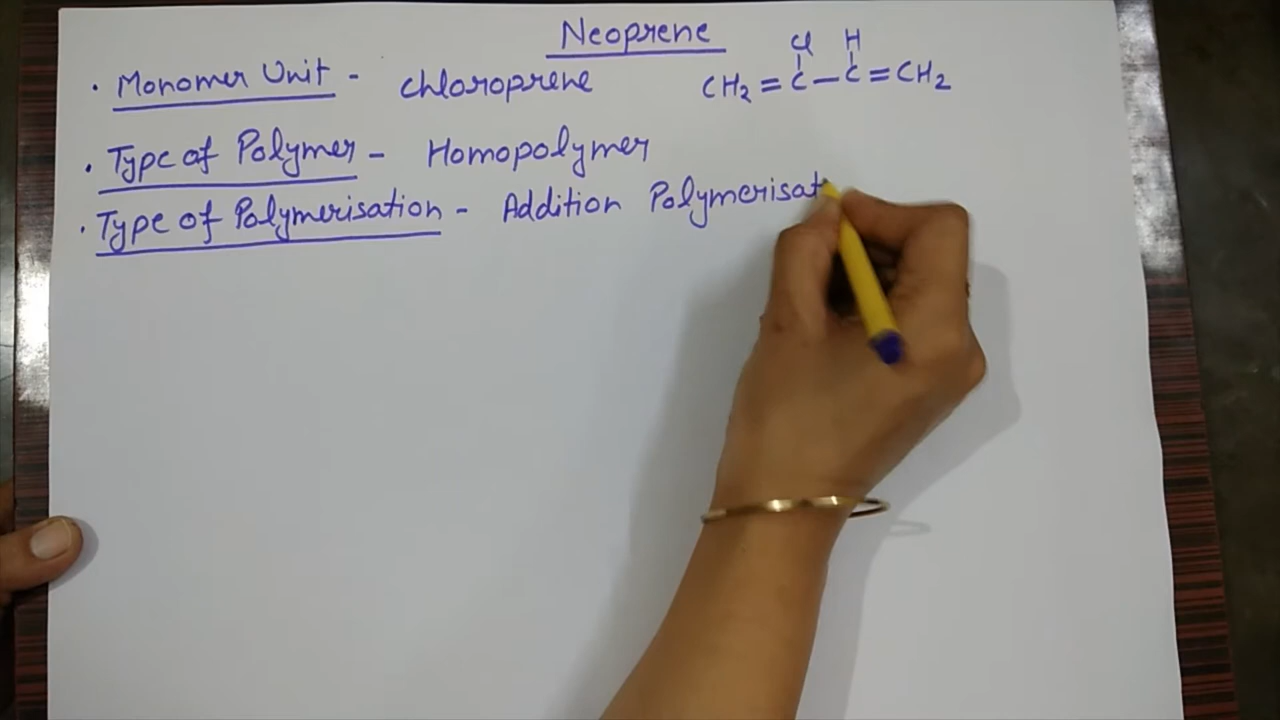 Neoprene
Cl H
• Monomer Unit - chloroprene CH2=C-C=CH2
• Type of Polymer - Homopolymer
• Type of Polymerisation - Addition Polymerisat